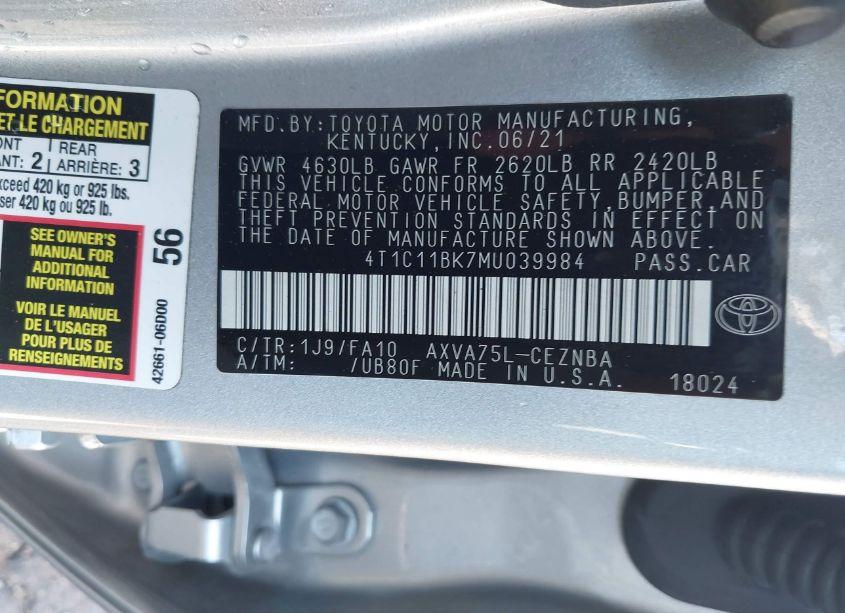 FORMATION
ET LE CHARGEMENT
ONT 2 REAR 3
ANT: ARRIÈRE:
xceed 420 kg or 925 lbs.
ser 420 kg ou 925 lb.
SEE OWNER'S
MANUAL FOR
ADDITIONAL
INFORMATION
VOIR LE MANUEL
DE L'USAGER
POUR PLUS DE
RENSEIGNEMENTS
56
42661-06D00
MFD.BY:TOYOTA MOTOR MANUFACTURING,
KENTUCKY,INC.06/21
GVWR 4630LB GAWR FR 2620LB RR 2420LB
THIS VEHICLE CONFORMS TO ALL APPLICABLE
FEDERAL MOTOR VEHICLE SAFETY,BUMPER,AND
THEFT PREVENTION STANDARDS IN EFFECT ON
THE DATE OF MANUFACTURE SHOWN ABOVE.
4T1C11BK7MU039984 PASS.CAR
C/TR:1J9/FA10 AXVA75L-CEZNBA
A/TM: /UB80F MADE IN U.S.A. 18024